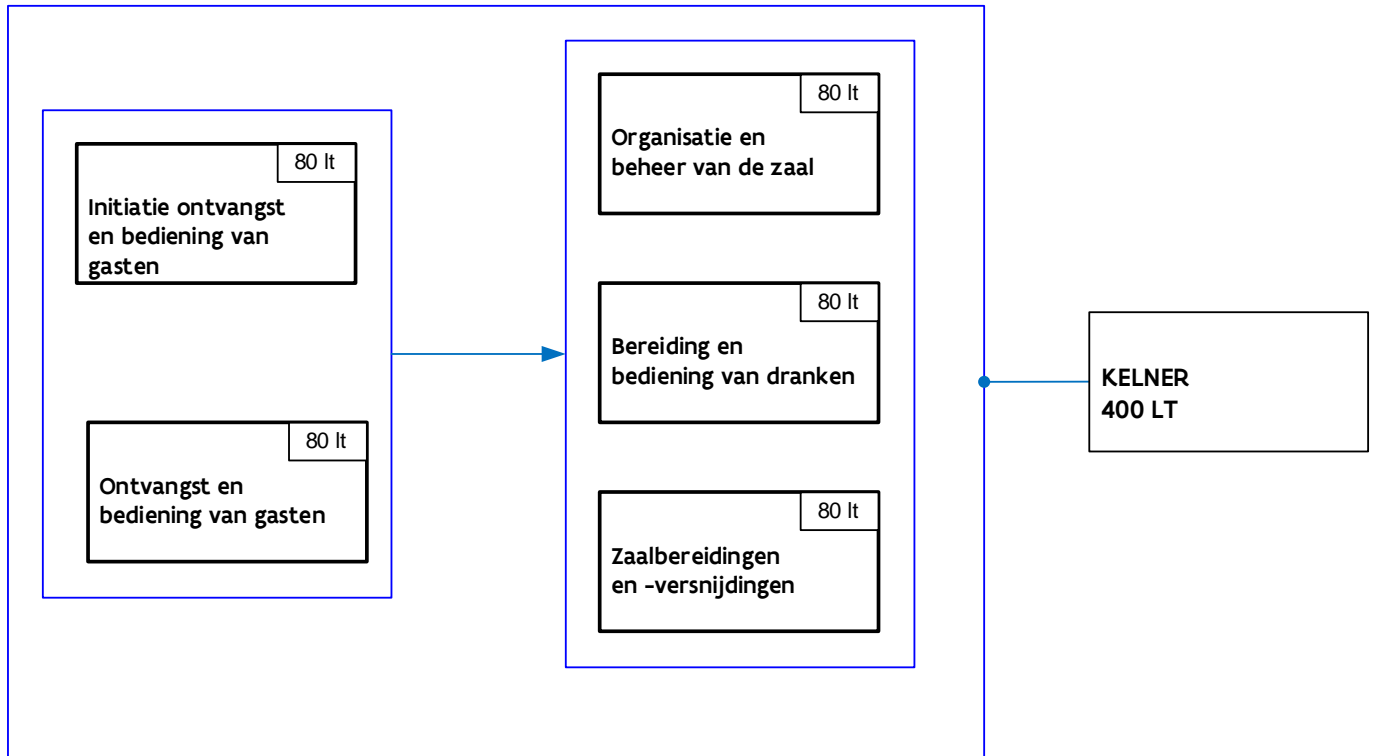 80 lt
Initiatie ontvangst
en bediening van
gasten
80 lt
Ontvangst en
bediening van gasten
80 lt
Organisatie en
beheer van de zaal
80 lt
Bereiding en
bediening van dranken
80 lt
Zaalbereidingen
en -versnijdingen
KELNER
400 LT